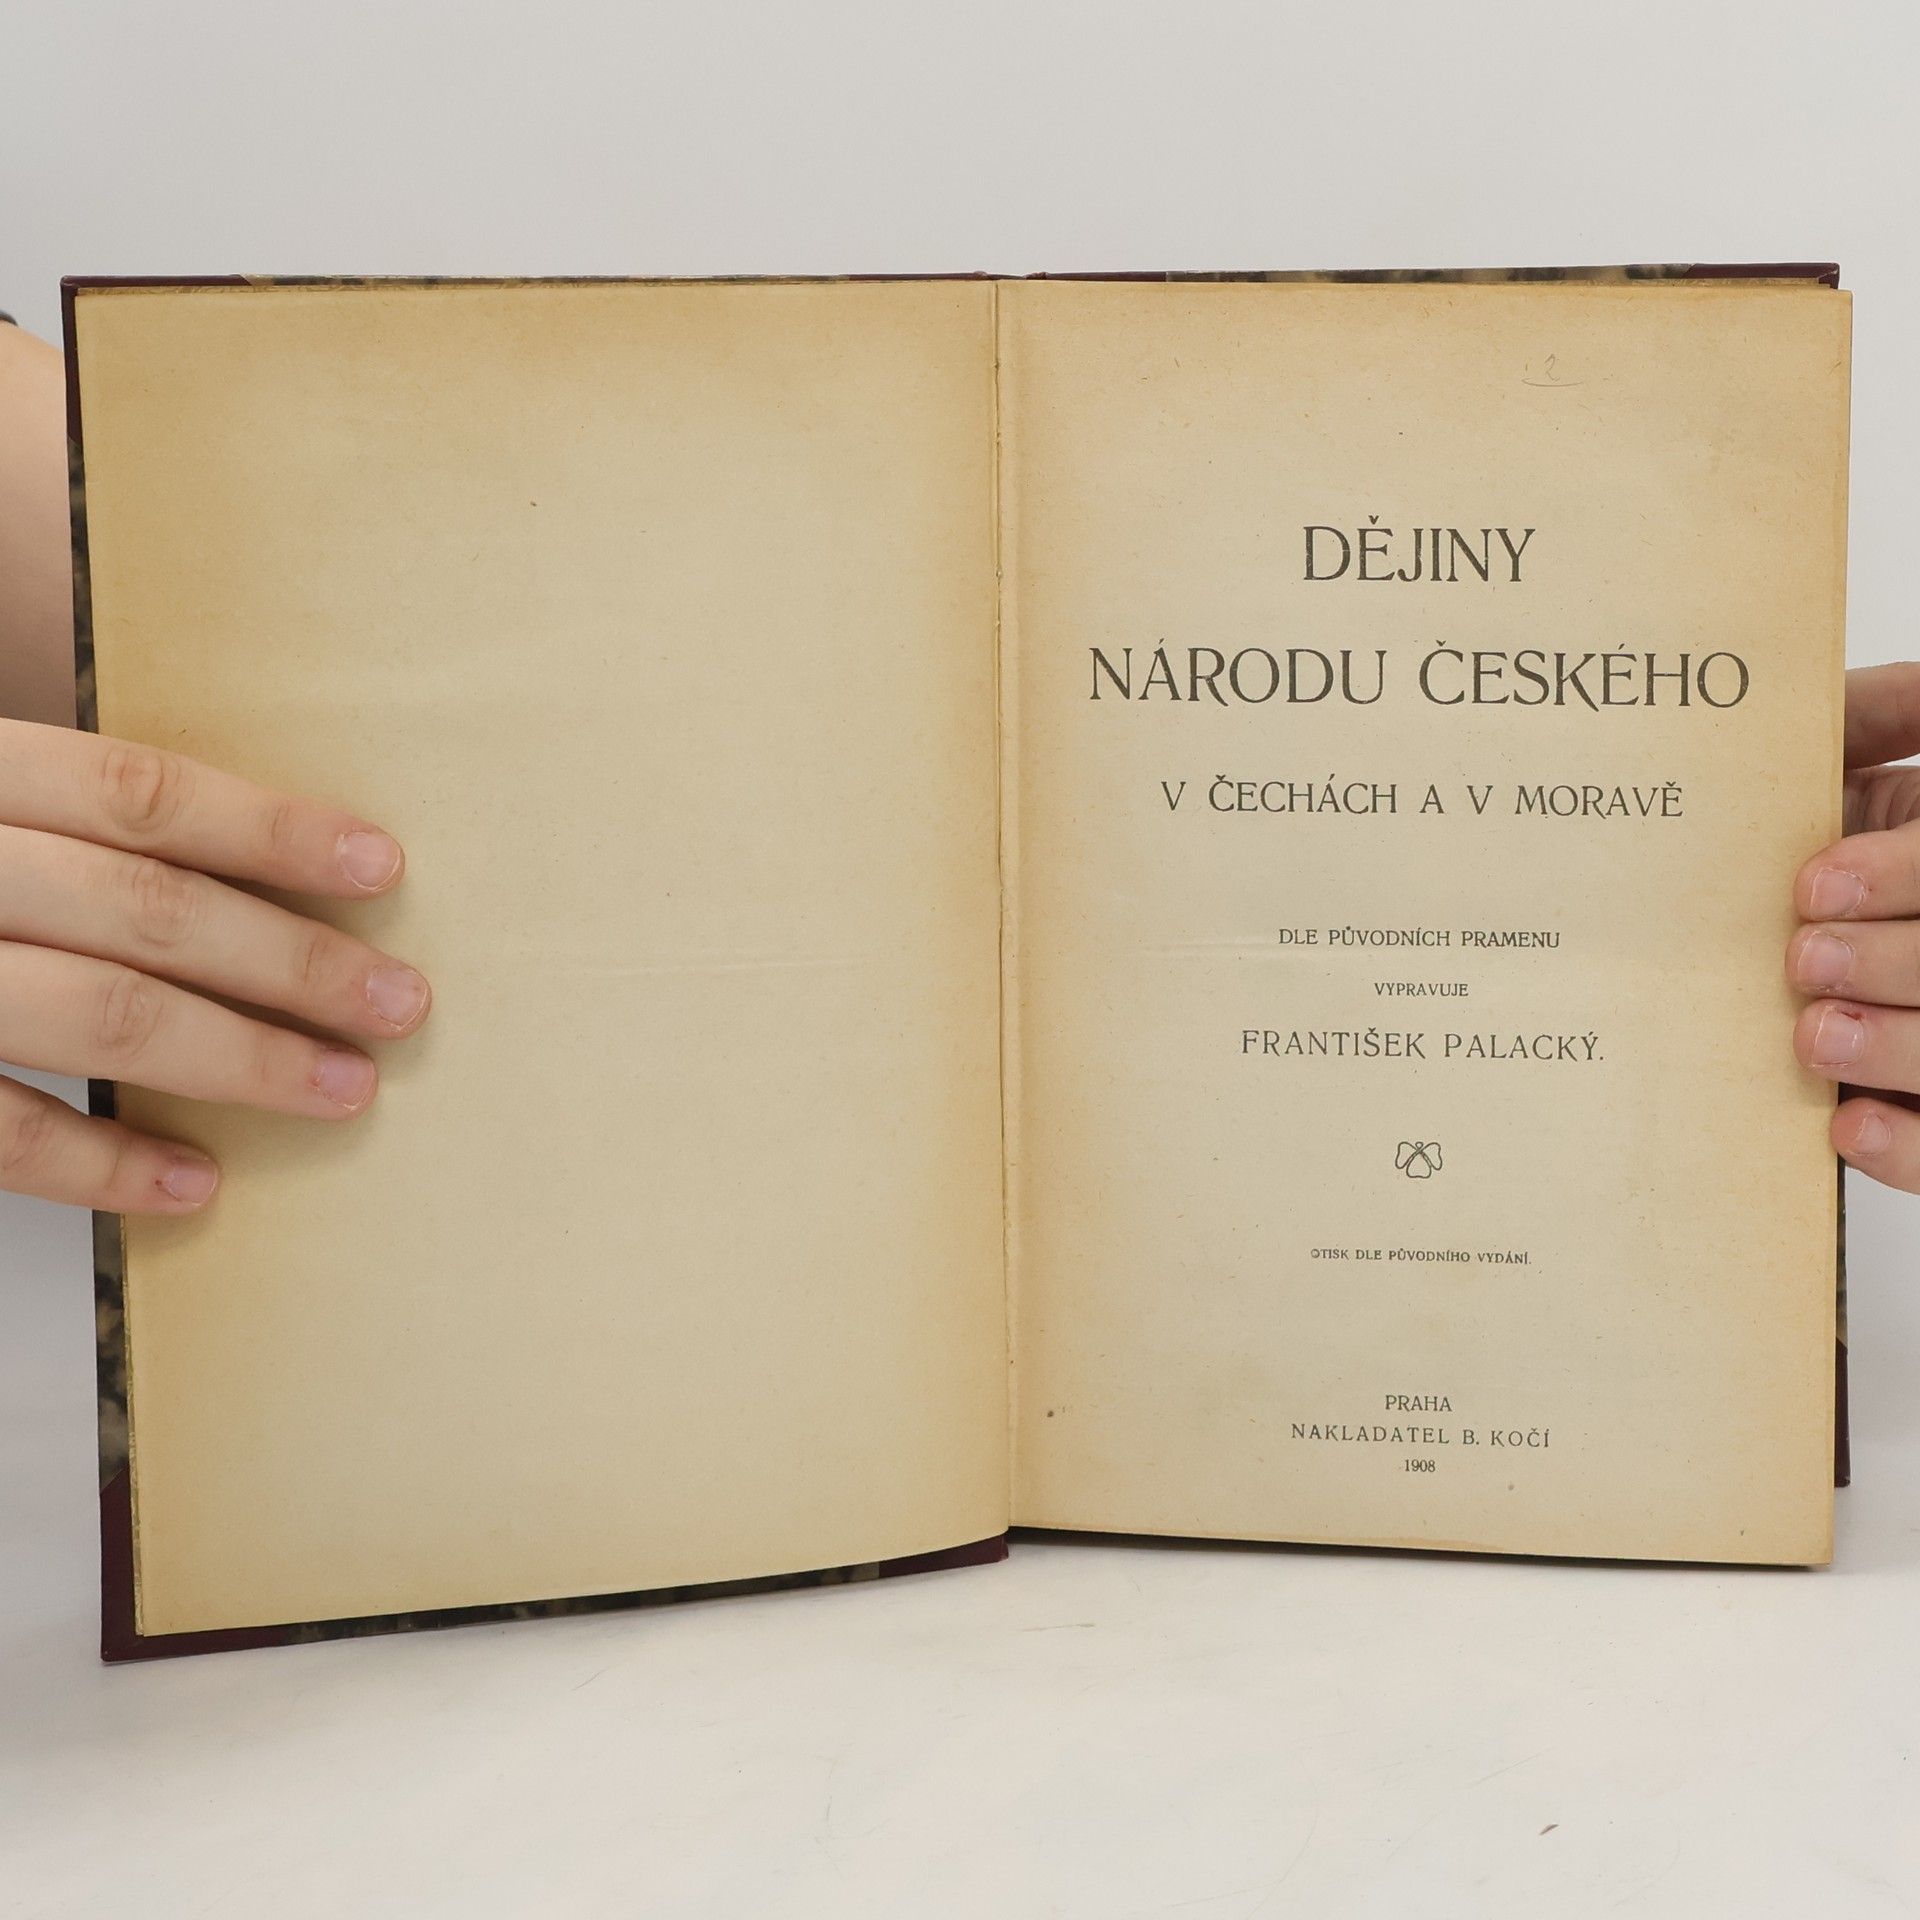 2
DĚJINY
NÁRODU ČESKÉHO
V ČECHÁCH A V MORAVĚ
DLE PŮVODNÍCH PRAMENU
VYPRAVUJE
FRANTIŠEK PALACKÝ.
OTISK DLE PŮVODNÍHO VYDÁNÍ.
PRAHA
NAKLADATEL B. KOČÍ
1908